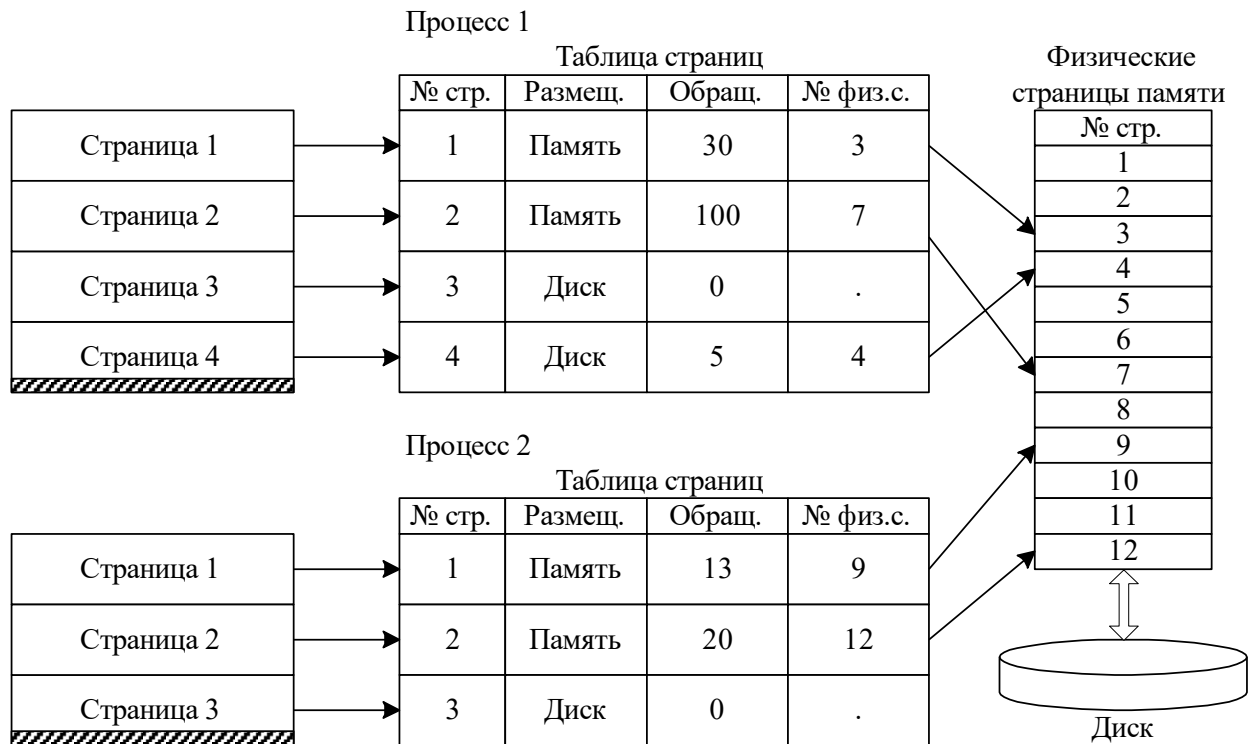 Процесс 1
Таблица страниц
Физические
страницы памяти
№ стр. Размещ. Обращ. № физ.с.
№ стр.
Страница 1 1 Память 30 3
1
2
Страница 2 2 Память 100 7
3
4
Страница 3 3 Диск 0 .
5
6
Страница 4 4 Диск 5 4
7
8
Процесс 2
9
Таблица страниц
10
№ стр. Размещ. Обращ. № физ.с.
11
12
Страница 1 1 Память 13 9
Страница 2 2 Память 20 12
Страница 3 3 Диск 0 .
Диск